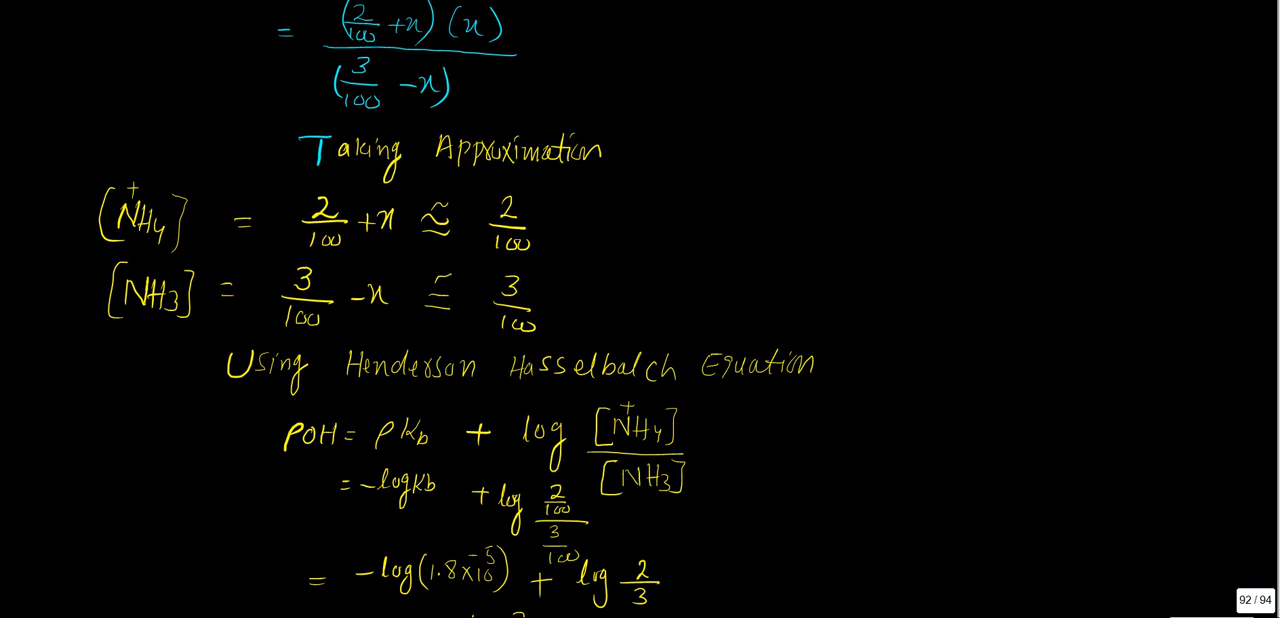 = (2/100 + x) (x) / (3/100 - x)
Taking Approximation
[NH4+] = 2/100 + x ≅ 2/100
[NH3] = 3/100 - x ≅ 3/100
Using Henderson Hasselbalch Equation
POH = PKb + log [NH4+]/[NH3]
= -logKb + log (2/100)/(3/100)
= -log(1.8×10^-5) + log 2/3
92 / 94